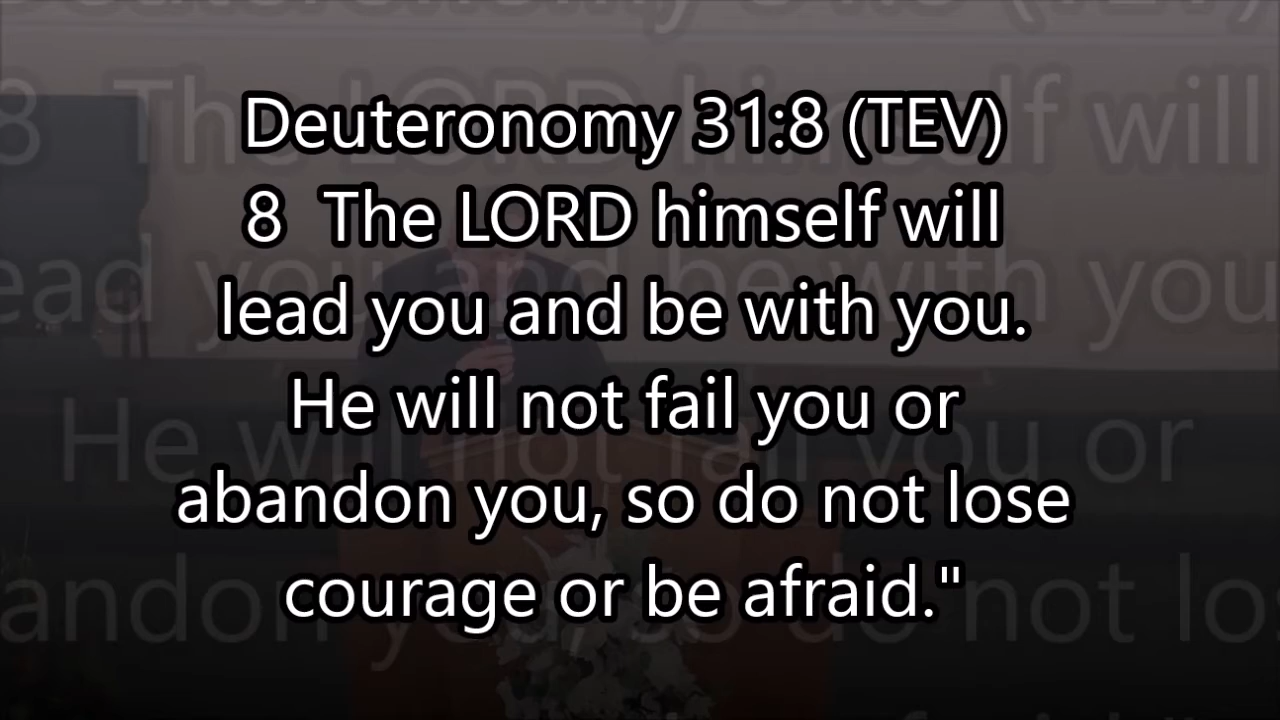 Deuteronomy 31:8 (TEV)
8  The LORD himself will
lead you and be with you.
He will not fail you or
abandon you, so do not lose
courage or be afraid."